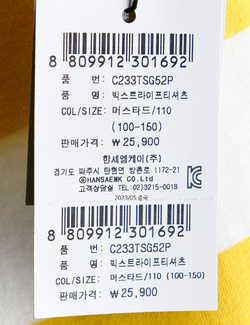 8 809912 301692
품 번: C233TSG52P
품 명: 빅스트라이프티셔츠
COL/SIZE: 머스타드/110
(100-150)
판매가격: ₩25,900
한세엠케이(주)
경기도 파주시 탄현면 방촌로 1172-21
ⓒHANSAEMK CO.Ltd
고객상담실 TEL:02)3215-0018
2023/05 중국
8 809912 301692
품 번: C233TSG52P
품 명: 빅스트라이프티셔츠
COL/SIZE: 머스타드/110 (100-150)
판매가격: ₩25,900